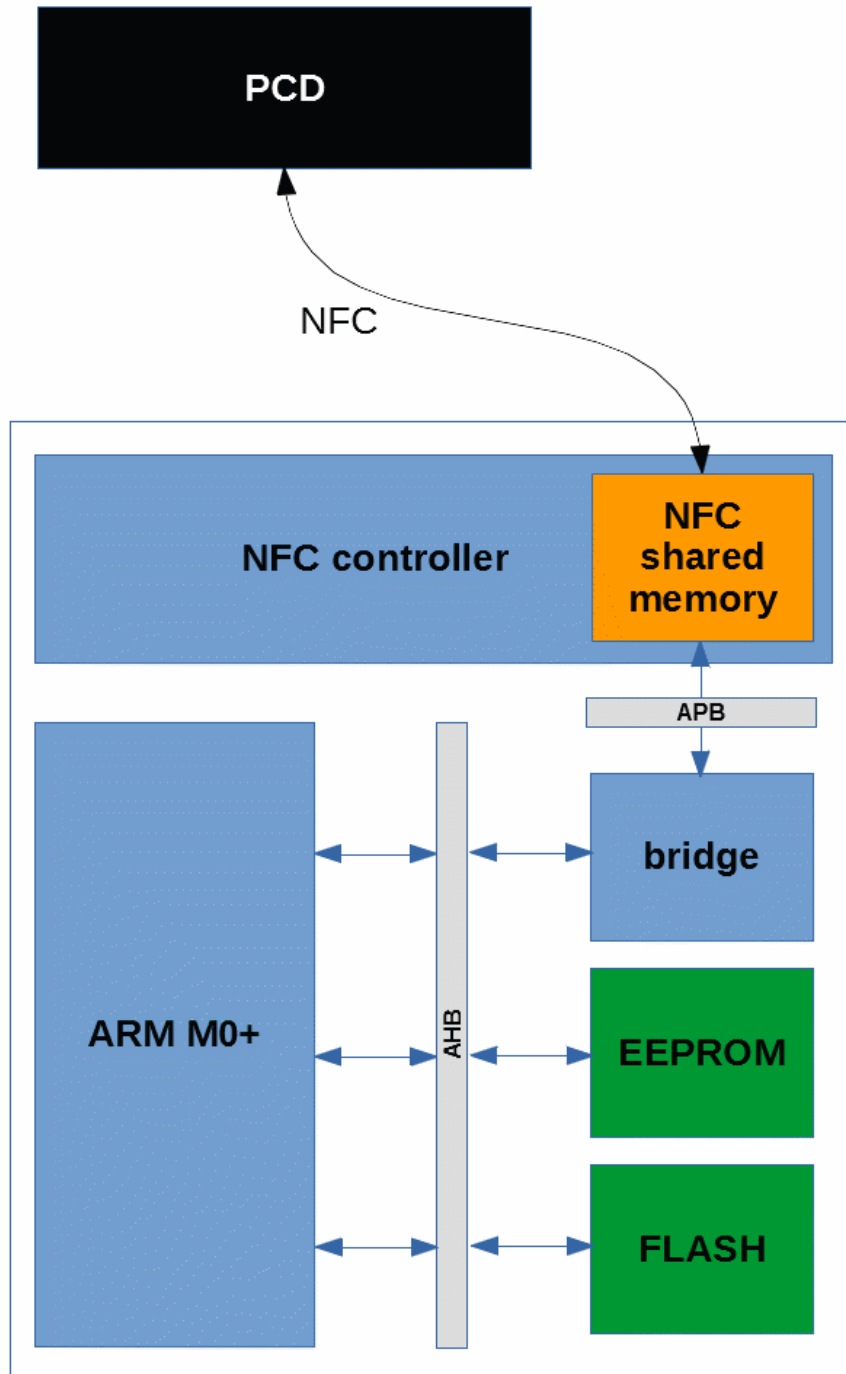 PCD
NFC
NFC controller
NFC
shared
memory
APB
bridge
ARM M0+
AHB
EEPROM
FLASH